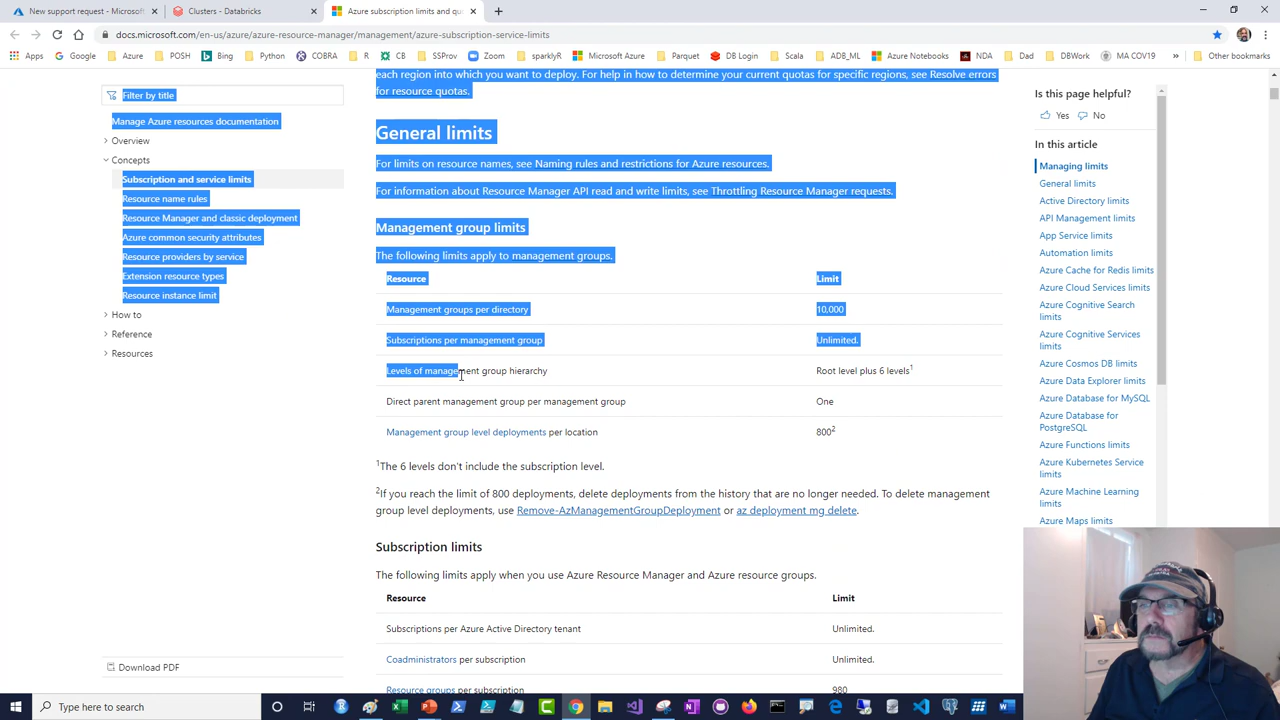 New support request - Microsoft
Clusters - Databricks
Azure subscription limits and qu
docs.microsoft.com/en-us/azure/azure-resource-manager/management/azure-subscription-service-limits
Apps Google Azure POSH Bing Python COBRA R CB SSProv Zoom sparklyR Microsoft Azure Parquet DB Login Scala ADB_ML Azure Notebooks NDA Dad DBWork MA COV19 » Other bookmarks
Filter by title
Manage Azure resources documentation
Overview
Concepts
Subscription and service limits
Resource name rules
Resource Manager and classic deployment
Azure common security attributes
Resource providers by service
Extension resource types
Resource instance limit
How to
Reference
Resources
Download PDF
each region into which you want to deploy. For help in how to determine your current quotas for specific regions, see Resolve errors
for resource quotas.
General limits
For limits on resource names, see Naming rules and restrictions for Azure resources.
For information about Resource Manager API read and write limits, see Throttling Resource Manager requests.
Management group limits
The following limits apply to management groups.
Resource Limit
Management groups per directory 10,000
Subscriptions per management group Unlimited.
Levels of management group hierarchy Root level plus 6 levels1
Direct parent management group per management group One
Management group level deployments per location 8002
1The 6 levels don't include the subscription level.
2If you reach the limit of 800 deployments, delete deployments from the history that are no longer needed. To delete management
group level deployments, use Remove-AzManagementGroupDeployment or az deployment mg delete.
Subscription limits
The following limits apply when you use Azure Resource Manager and Azure resource groups.
Resource Limit
Subscriptions per Azure Active Directory tenant Unlimited.
Coadministrators per subscription Unlimited.
Resource groups per subscription 980
Is this page helpful?
Yes No
In this article
Managing limits
General limits
Active Directory limits
API Management limits
App Service limits
Automation limits
Azure Cache for Redis limits
Azure Cloud Services limits
Azure Cognitive Search
limits
Azure Cognitive Services
limits
Azure Cosmos DB limits
Azure Data Explorer limits
Azure Database for MySQL
Azure Database for
PostgreSQL
Azure Functions limits
Azure Kubernetes Service
limits
Azure Machine Learning
limits
Azure Maps limits
Type here to search